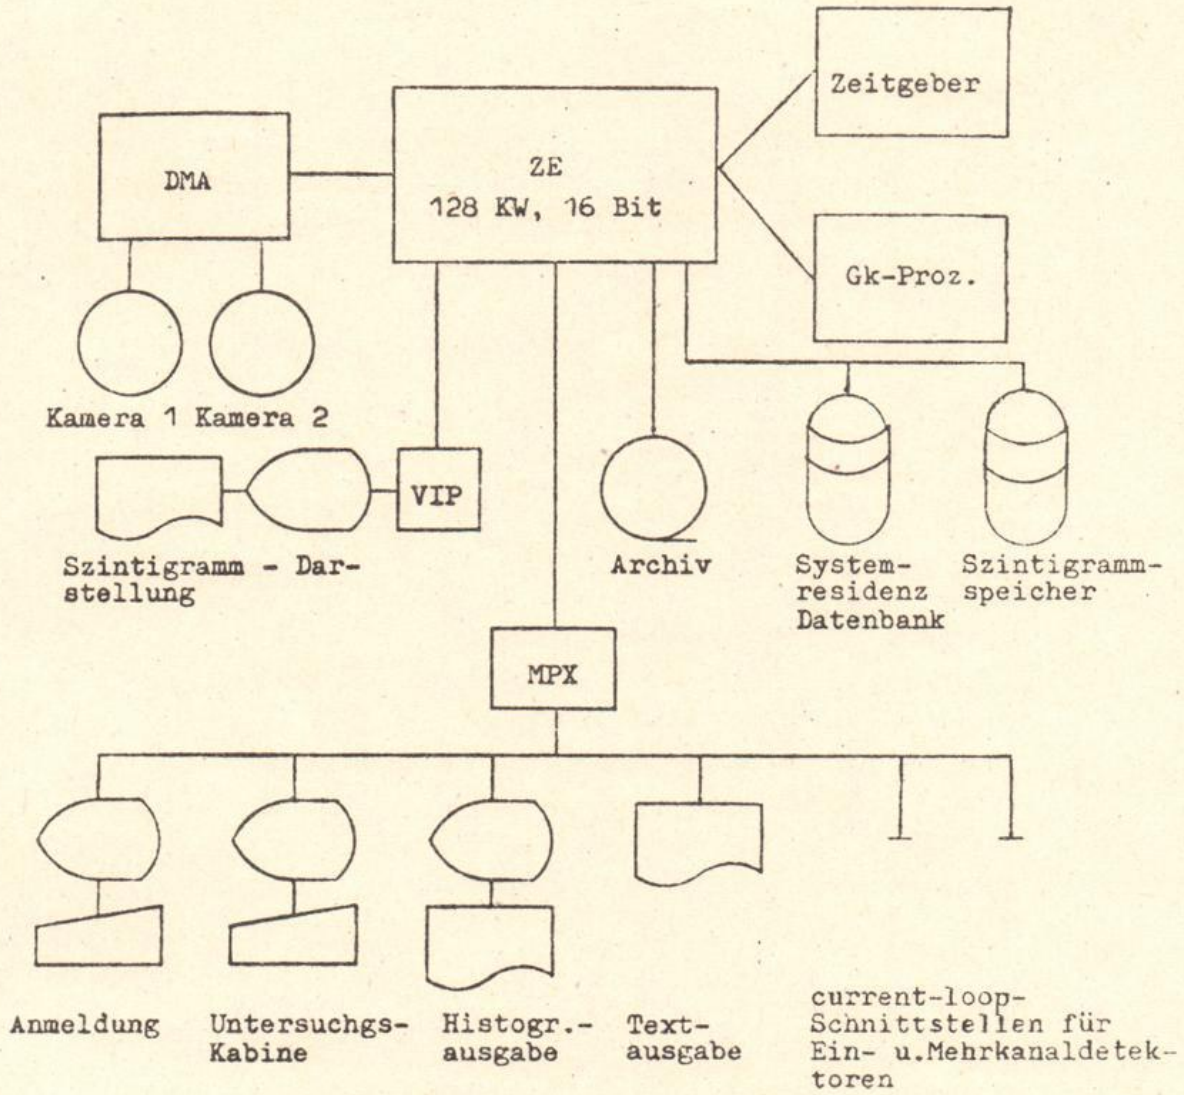 Zeitgeber
DMA
ZE
128 KW, 16 Bit
Gk-Proz.
Kamera 1 Kamera 2
VIP
Szintigramm - Dar-
stellung
Archiv
System-
residenz
Datenbank
Szintigramm-
speicher
MPX
Anmeldung
Untersuchgs-
Kabine
Histogr.-
ausgabe
Text-
ausgabe
current-loop-
Schnittstellen für
Ein- u.Mehrkanaldetek-
toren